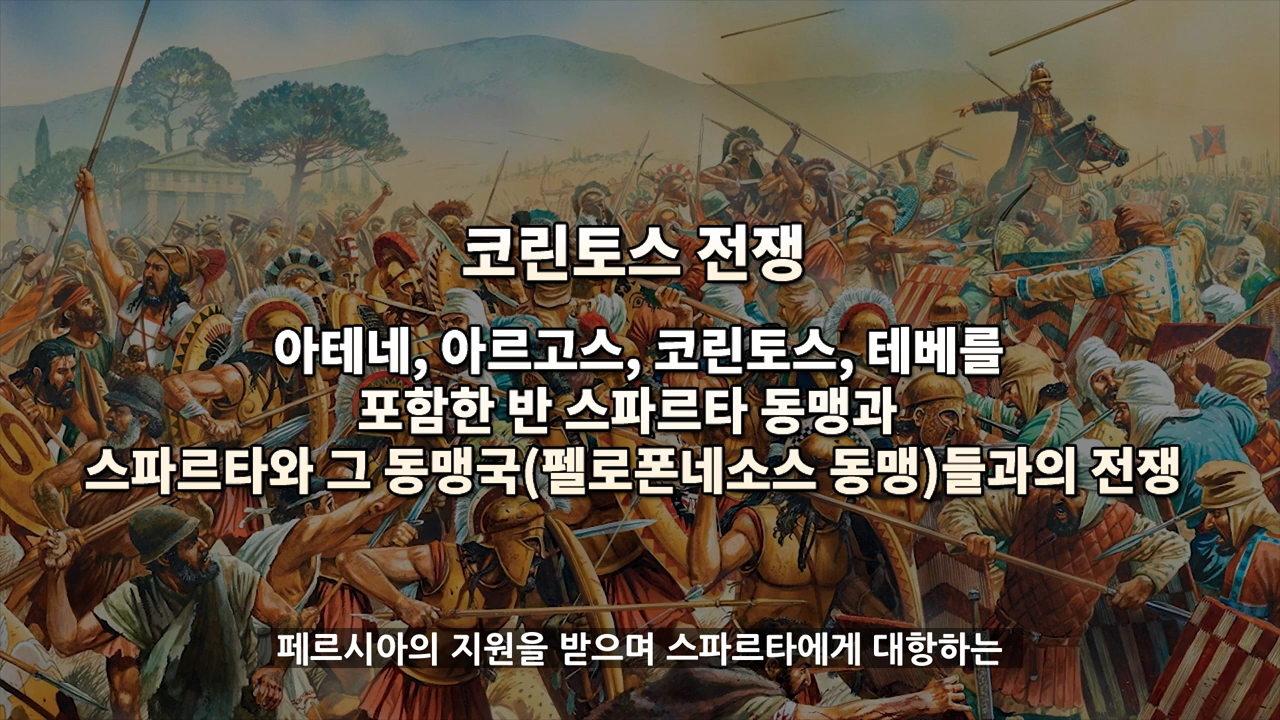 코린토스 전쟁
아테네, 아르고스, 코린토스, 테베를
포함한 반 스파르타 동맹과
스파르타와 그 동맹국(펠로폰네소스 동맹)들과의 전쟁
페르시아의 지원을 받으며 스파르타에게 대항하는